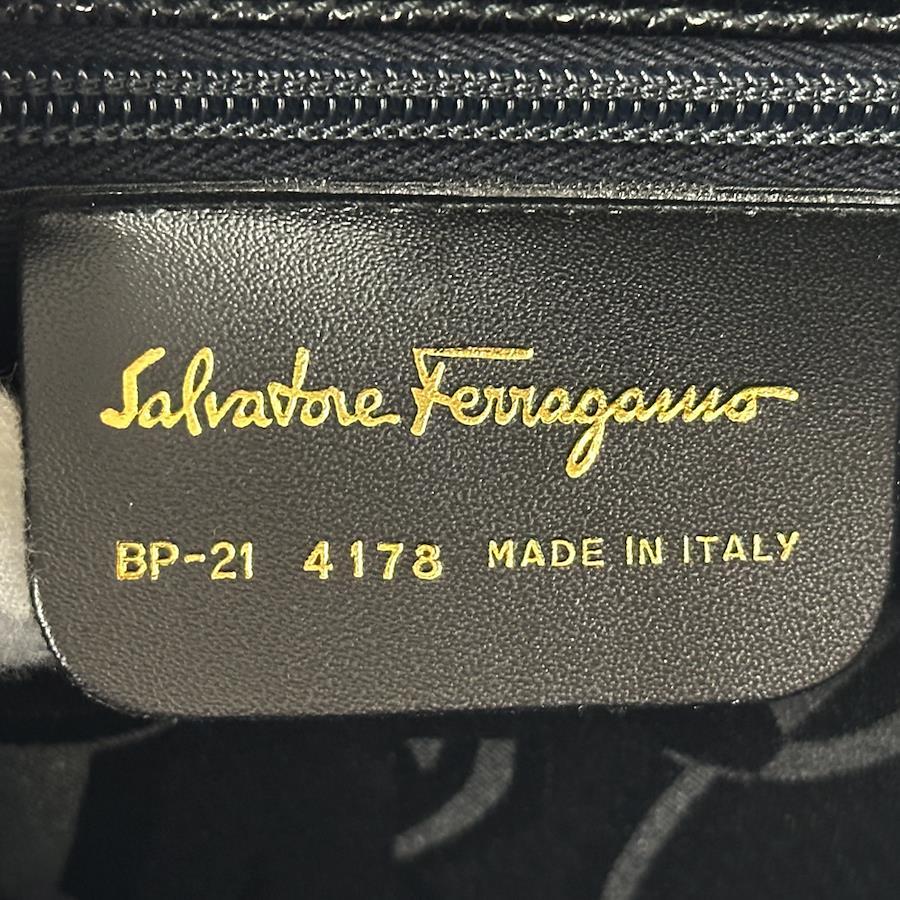 Salvatore Ferragamo
BP-21 4178 MADE IN ITALY